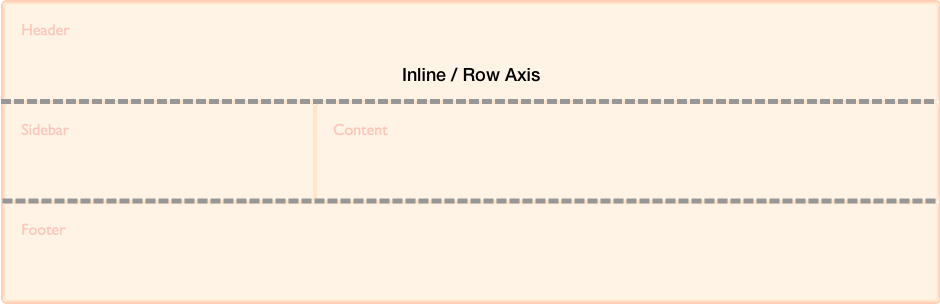 Header
Inline / Row Axis
Sidebar
Content
Footer